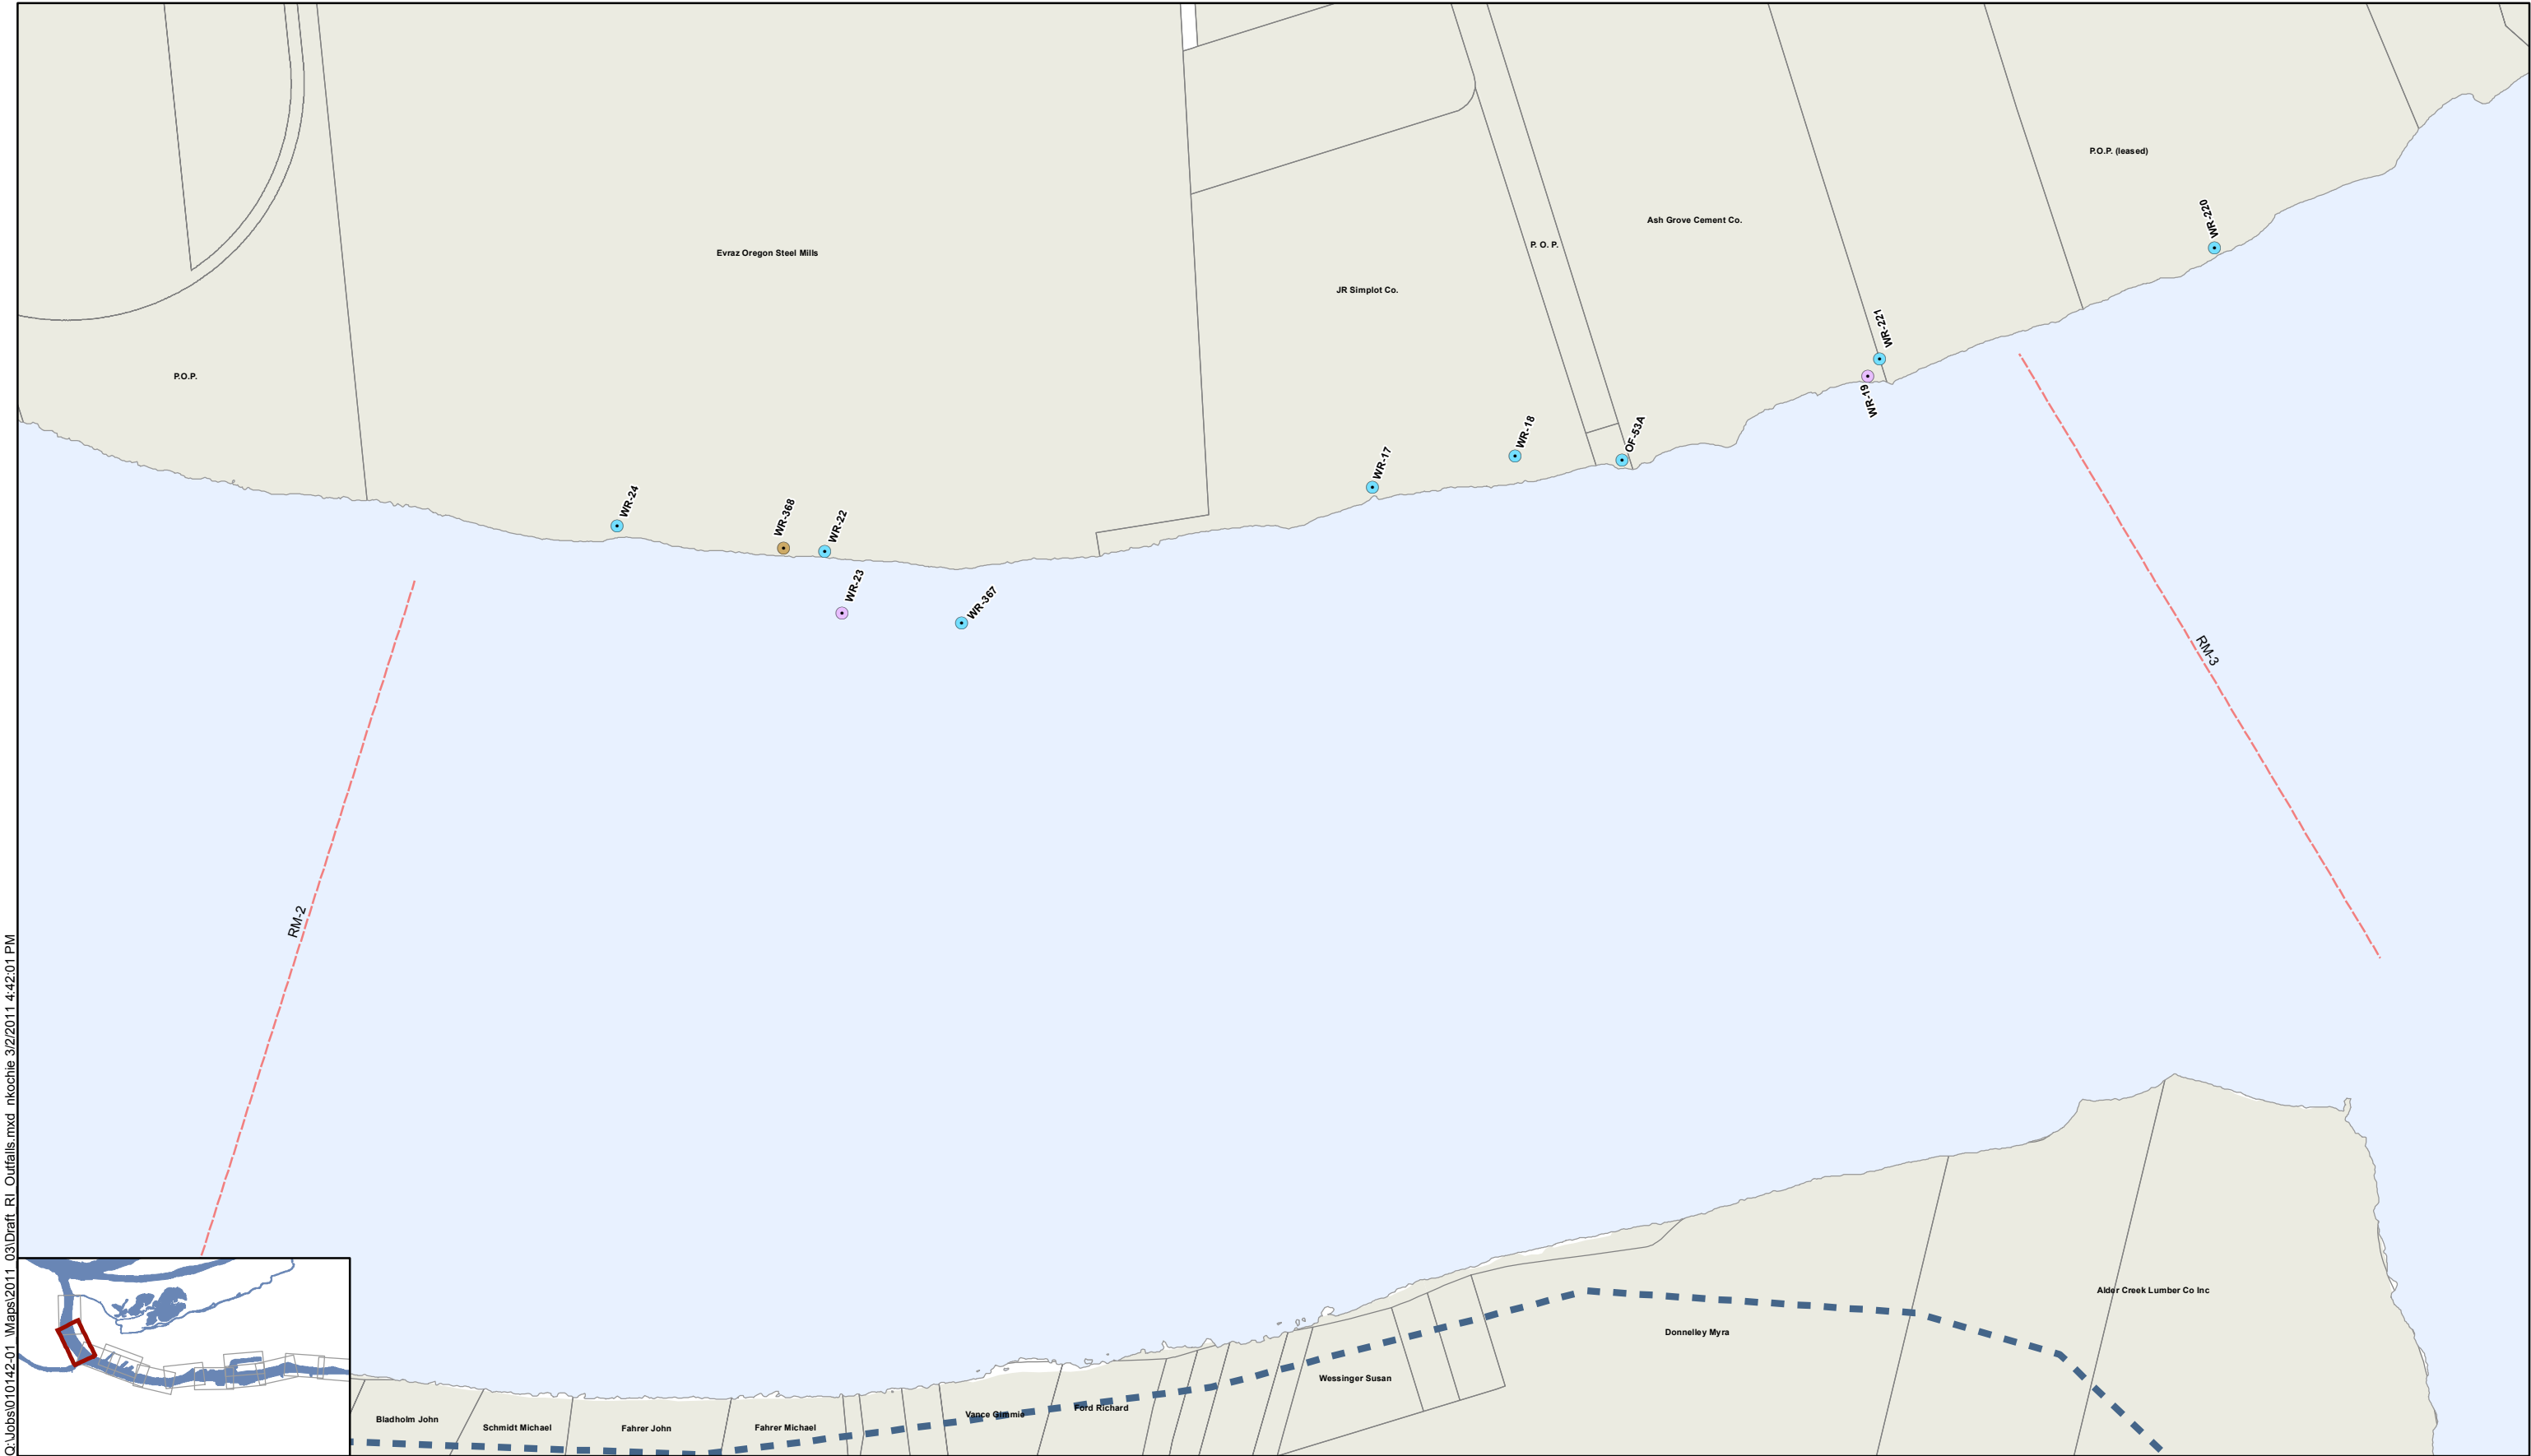 P.O.P. (leased)
WR-220
Ash Grove Cement Co.
P. O. P.
Evraz Oregon Steel Mills
JR Simplot Co.
WR-221
P.O.P.
WR-19
OF-53A
WR-18
WR-17
WR-24
WR-368
WR-22
WR-23
WR-367
RM-3
RM-2
Alder Creek Lumber Co Inc
Donnelley Myra
Wessinger Susan
Ford Richard
Vance Gimmie
Bladholm John
Schmidt Michael
Fahrer John
Fahrer Michael
Q:\Jobs\010142-01_\Maps\2011_03\Draft_RI_Outfalls.mxd nkochie 3/2/2011 4:42:01 PM